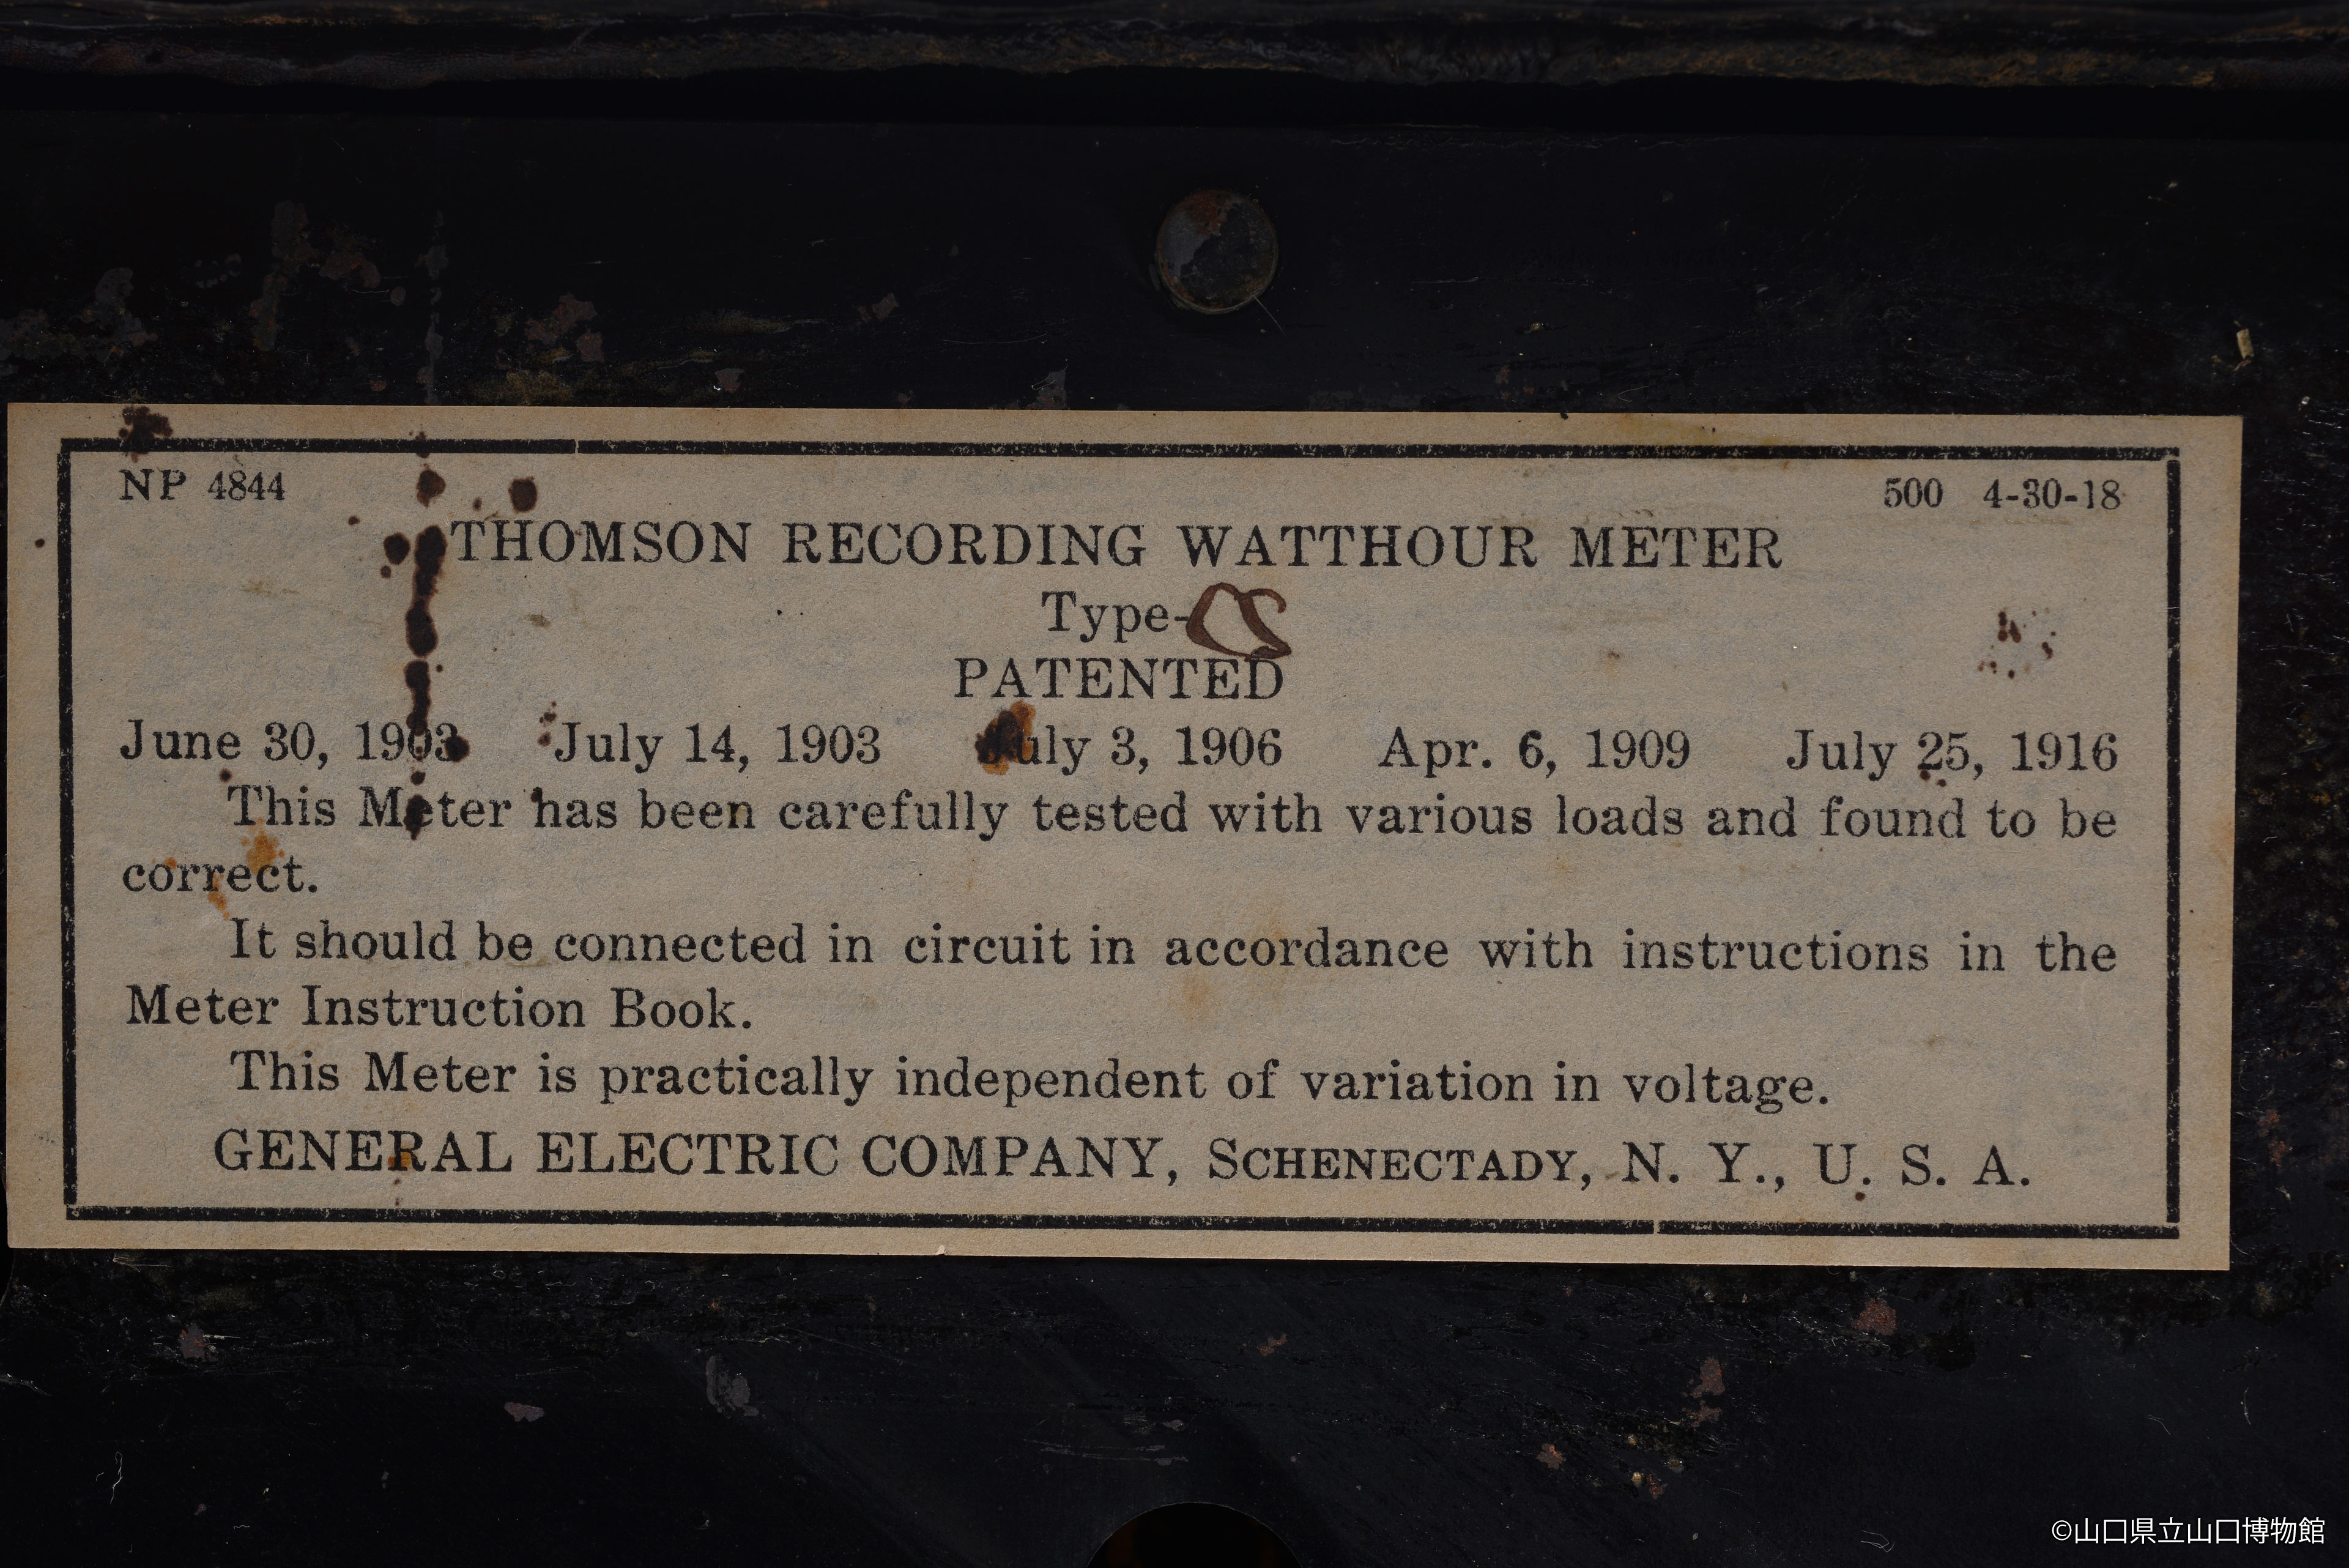 NP 4844 500 4-30-18
THOMSON RECORDING WATTHOUR METER
Type-CS
PATENTED
June 30, 1903 July 14, 1903 July 3, 1906 Apr. 6, 1909 July 25, 1916
This Meter has been carefully tested with various loads and found to be
correct.
It should be connected in circuit in accordance with instructions in the
Meter Instruction Book.
This Meter is practically independent of variation in voltage.
GENERAL ELECTRIC COMPANY, SCHENECTADY, N. Y., U. S. A.
©山口県立山口博物館